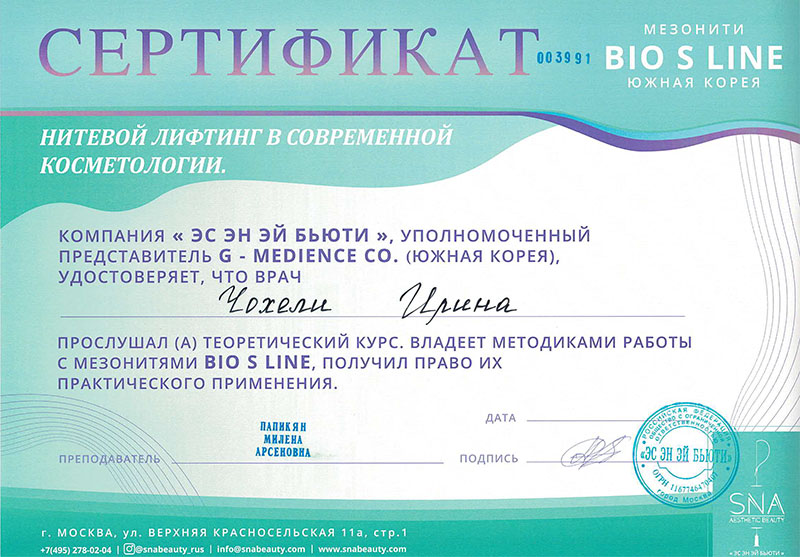 СЕРТИФИКАТ
003991
МЕЗОНИТИ
BIO S LINE
ЮЖНАЯ КОРЕЯ
НИТЕВОЙ ЛИФТИНГ В СОВРЕМЕННОЙ
КОСМЕТОЛОГИИ.
КОМПАНИЯ « ЭС ЭН ЭЙ БЬЮТИ », УПОЛНОМОЧЕННЫЙ
ПРЕДСТАВИТЕЛЬ G - MEDIENCE CO. (ЮЖНАЯ КОРЕЯ),
УДОСТОВЕРЯЕТ, ЧТО ВРАЧ
Чохели Ирина
ПРОСЛУШАЛ (А) ТЕОРЕТИЧЕСКИЙ КУРС. ВЛАДЕЕТ МЕТОДИКАМИ РАБОТЫ
С МЕЗОНИТЯМИ BIO S LINE, ПОЛУЧИЛ ПРАВО ИХ
ПРАКТИЧЕСКОГО ПРИМЕНЕНИЯ.
ДАТА
ПАПИКЯН
МИЛЕНА
АРСЕНОВНА
ПРЕПОДАВАТЕЛЬ
ПОДПИСЬ
РОССИЙСКАЯ ФЕДЕРАЦИЯ
ОБЩЕСТВО С ОГРАНИЧЕННОЙ
ОТВЕТСТВЕННОСТЬЮ
«ЭС ЭН ЭЙ БЬЮТИ»
ОГРН
город Москва
SNA
AESTHETIC BEAUTY
« ЭС ЭН ЭЙ БЬЮТИ »
г. МОСКВА, ул. ВЕРХНЯЯ КРАСНОСЕЛЬСКАЯ 11а, стр.1
+7(495) 278-02-04 | @snabeauty_rus | info@snabeauty.com | www.snabeauty.com